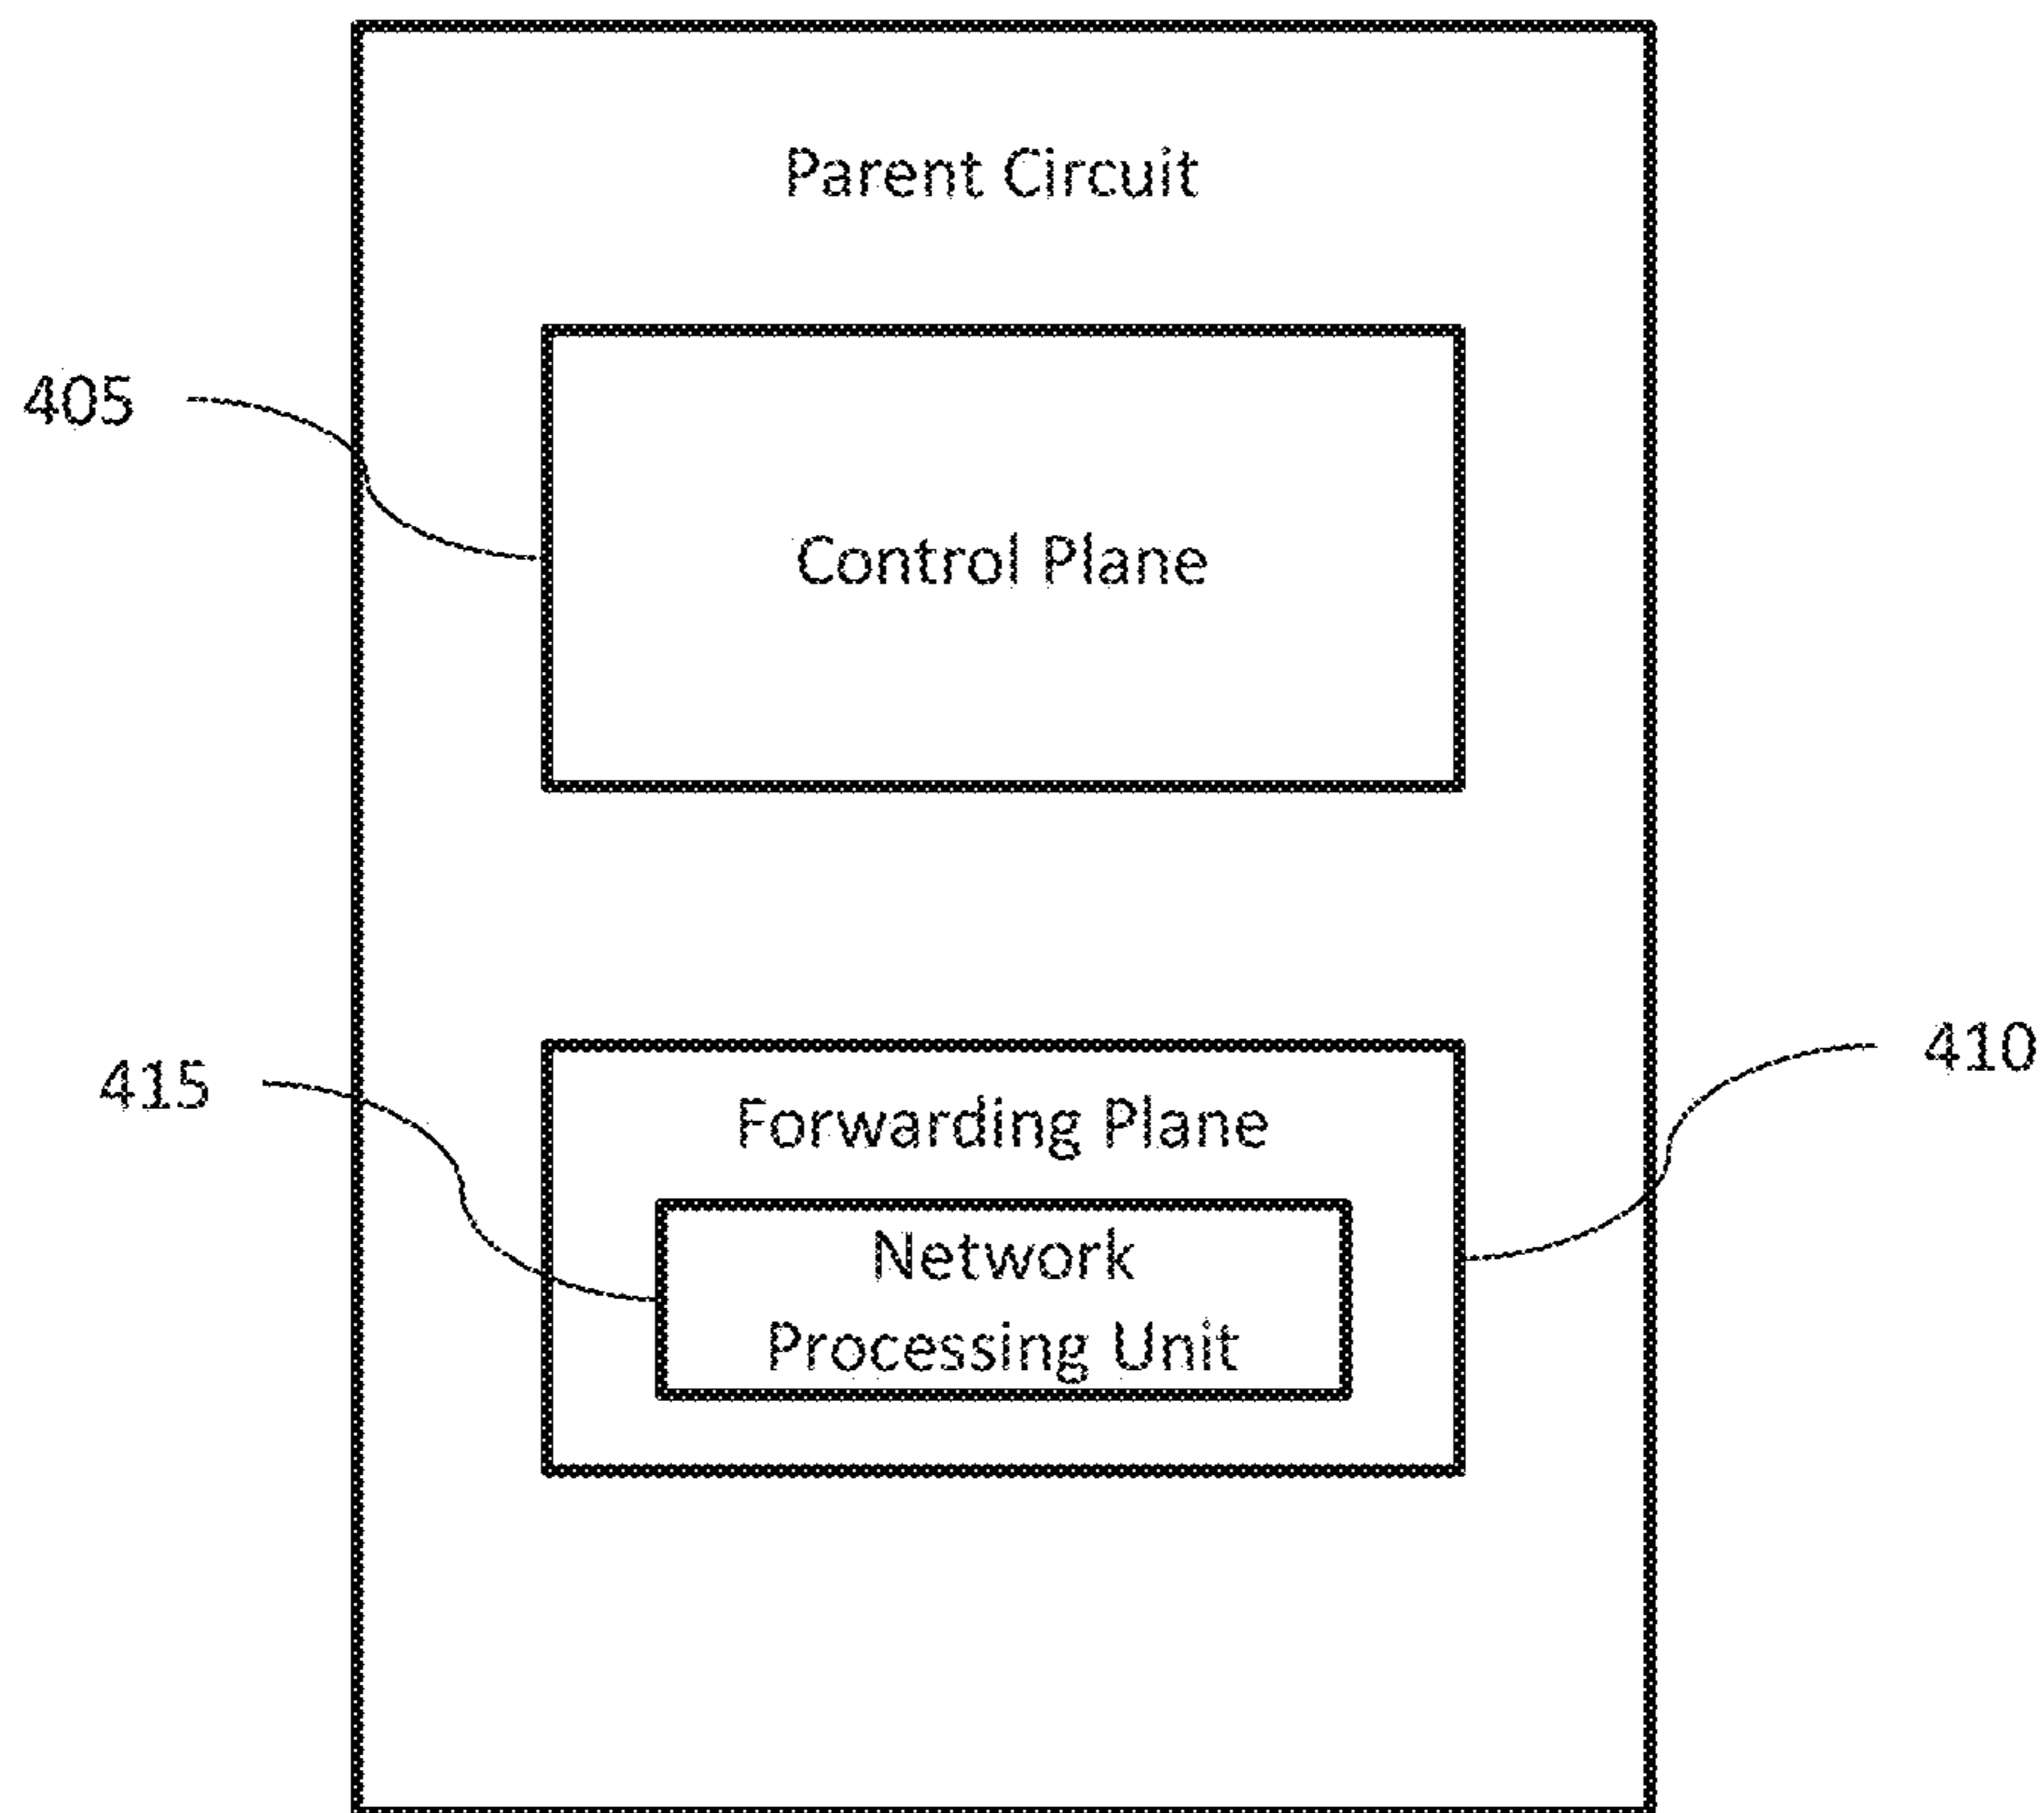 Parent Circuit
405
Control Plane
410
415
Forwarding Plane
Network
Processing Unit